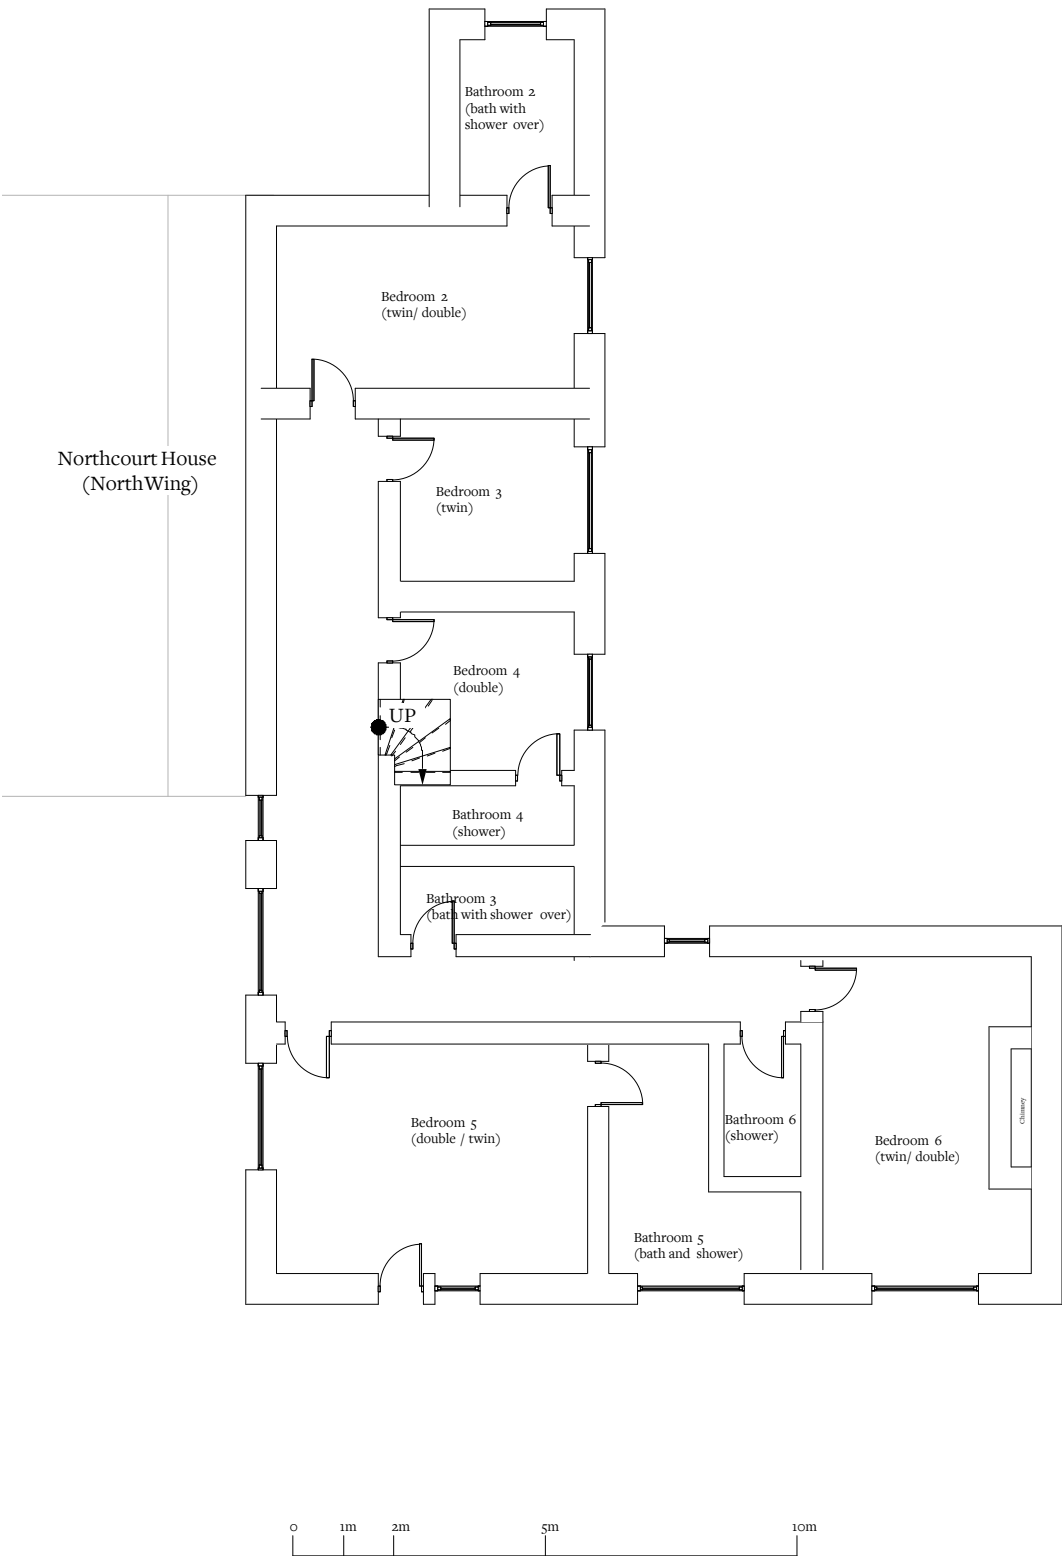 Bathroom 2
(bath with
shower over)
Bedroom 2
(twin/ double)
Northcourt House
(NorthWing)
Bedroom 3
(twin)
Bedroom 4
(double)
UP
Bathroom 4
(shower)
Bathroom 3
(bath with shower over)
Bedroom 5
(double / twin)
Bathroom 6
(shower)
Chimney
Bedroom 6
(twin/ double)
Bathroom 5
(bath and shower)
0 1m 2m 5m 10m